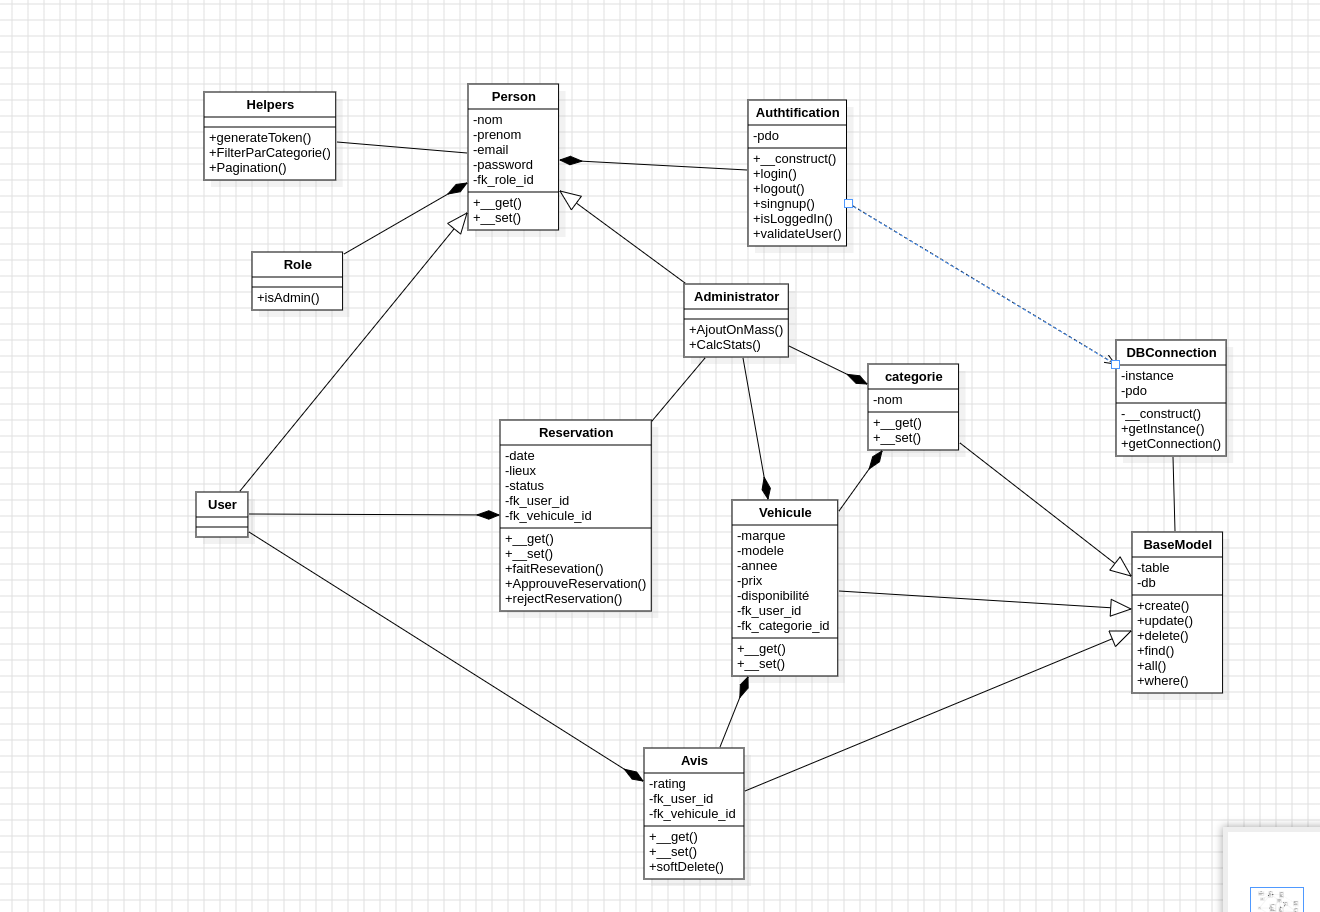 Helpers
+generateToken()
+FilterParCategorie()
+Pagination()
Person
-nom
-prenom
-email
-password
-fk_role_id
+__get()
+__set()
Authtification
-pdo
+__construct()
+login()
+logout()
+singnup()
+isLoggedIn()
+validateUser()
Role
+isAdmin()
Administrator
+AjoutOnMass()
+CalcStats()
DBConnection
-instance
-pdo
-__construct()
+getInstance()
+getConnection()
categorie
-nom
+__get()
+__set()
Reservation
-date
-lieux
-status
-fk_user_id
-fk_vehicule_id
+__get()
+__set()
+faitResevation()
+ApprouveReservation()
+rejectReservation()
User
Vehicule
-marque
-modele
-annee
-prix
-disponibilité
-fk_user_id
-fk_categorie_id
+__get()
+__set()
BaseModel
-table
-db
+create()
+update()
+delete()
+find()
+all()
+where()
Avis
-rating
-fk_user_id
-fk_vehicule_id
+__get()
+__set()
+softDelete()